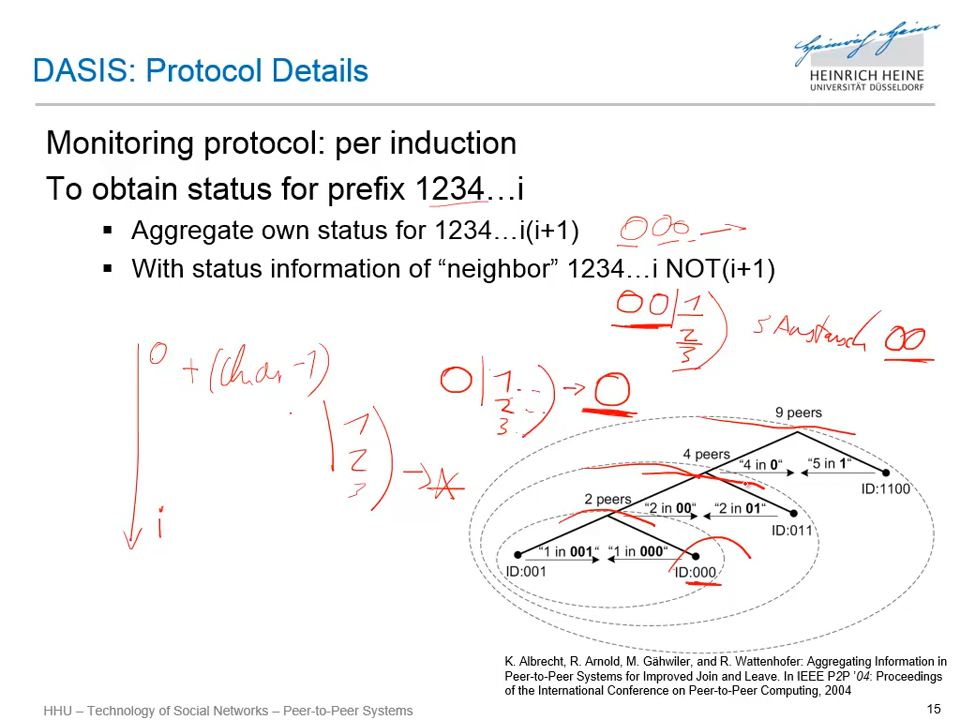 Heinrich Heine
HEINRICH HEINE
UNIVERSITÄT DÜSSELDORF
DASIS: Protocol Details
Monitoring protocol: per induction
To obtain status for prefix 1234…i
▪ Aggregate own status for 1234…i(i+1)
000
▪ With status information of “neighbor” 1234…i NOT(i+1)
00|1
2
3
Austausch 00
0
i
1
2
3
0|1
2
3
→ 0
9 peers
4 peers
“4 in 0“
“5 in 1“
ID:1100
2 peers
“2 in 00“
“2 in 01“
ID:011
“1 in 001“
“1 in 000“
ID:001
ID:000
K. Albrecht, R. Arnold, M. Gähwiler, and R. Wattenhofer: Aggregating Information in
Peer-to-Peer Systems for Improved Join and Leave. In IEEE P2P '04: Proceedings
of the International Conference on Peer-to-Peer Computing, 2004
HHU – Technology of Social Networks – Peer-to-Peer Systems
15